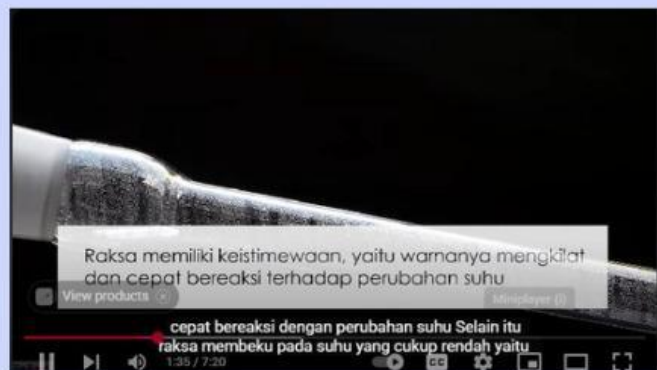 Raksa memiliki keistimewaan, yaitu warnanya mengkilat
dan cepat bereaksi terhadap perubahan suhu
View products
Miniplayer (i)
cepat bereaksi dengan perubahan suhu Selain itu
raksa membeku pada suhu yang cukup rendah yaitu
1:35 / 7:20
CC